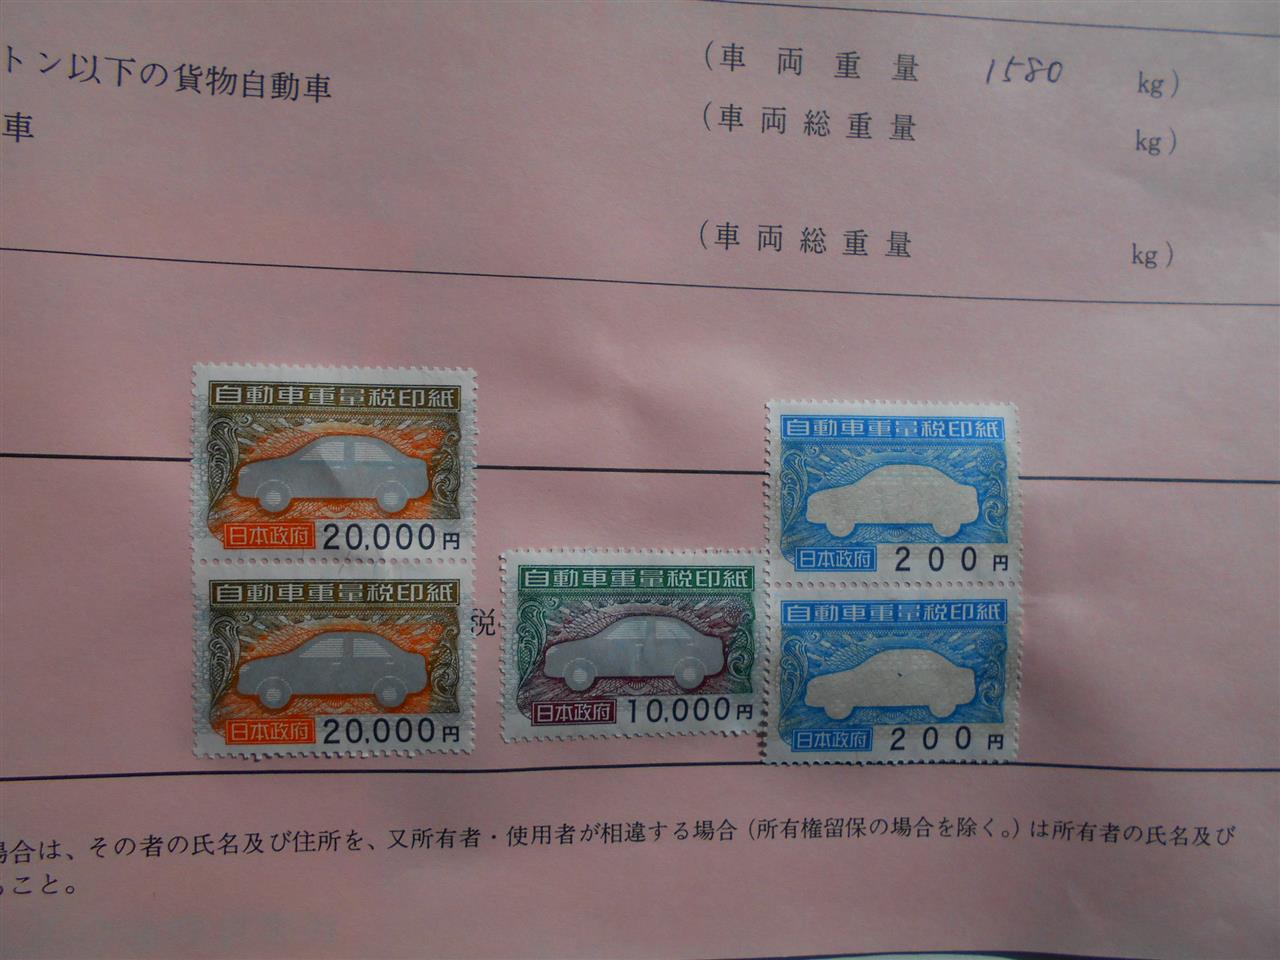 トン以下の貨物自動車
(車両重量 1580 kg)
車
(車両総重量 kg)
(車両総重量 kg)
自動車重量税印紙
日本政府 20,000円
自動車重量税印紙
日本政府 20,000円
税
自動車重量税印紙
日本政府 10,000円
自動車重量税印紙
日本政府 200円
自動車重量税印紙
日本政府 200円
場合は、その者の氏名及び住所を、又所有者・使用者が相違する場合(所有権留保の場合を除く。)は所有者の氏名及び
ること。